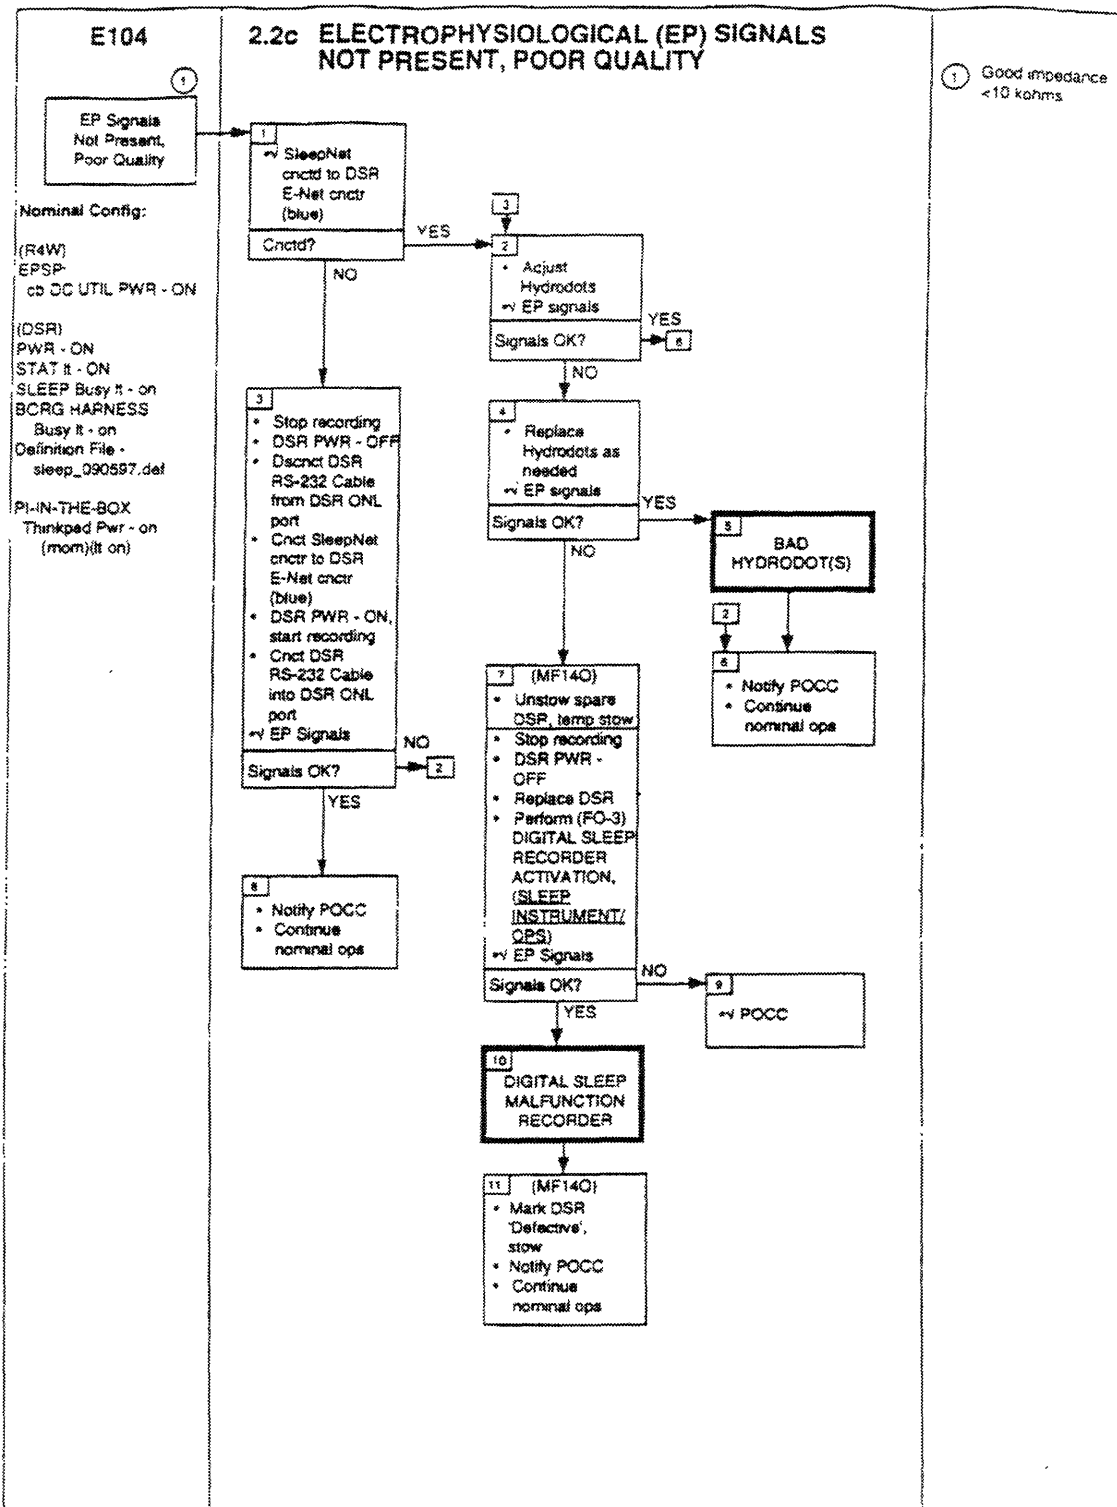 E104
2.2c ELECTROPHYSIOLOGICAL (EP) SIGNALS
NOT PRESENT, POOR QUALITY
1
EP Signals
Not Present,
Poor Quality
Nominal Config:
(R4W)
EPSP-
cb DC UTIL PWR - ON
(DSR)
PWR - ON
STAT lt - ON
SLEEP Busy lt - on
BCRG HARNESS
Busy lt - on
Definition File -
sleep_090597.def
PI-IN-THE-BOX
Thinkpad Pwr - on
(mom)(lt on)
1
√ SleepNet
cnctd to DSR
E-Net cnctr
(blue)
Cnctd?
YES
NO
3
2
• Adjust
Hydrodots
√ EP signals
Signals OK?
YES
6
NO
3
• Stop recording
• DSR PWR - OFF
• Dscnct DSR
RS-232 Cable
from DSR ONL
port
• Cnct SleepNet
cnctr to DSR
E-Net cnctr
(blue)
• DSR PWR - ON,
start recording
• Cnct DSR
RS-232 Cable
into DSR ONL
port
√ EP Signals
Signals OK?
NO
2
YES
4
• Replace
Hydrodots as
needed
√ EP signals
Signals OK?
YES
NO
5
BAD
HYDRODOT(S)
2
6
• Notify POCC
• Continue
nominal ops
7 (MF14O)
• Unstow spare
DSR, temp stow
• Stop recording
• DSR PWR -
OFF
• Replace DSR
• Perform (FO-3)
DIGITAL SLEEP
RECORDER
ACTIVATION,
(SLEEP
INSTRUMENT/
OPS)
√ EP Signals
Signals OK?
NO
YES
8
• Notify POCC
• Continue
nominal ops
9
√ POCC
10
DIGITAL SLEEP
MALFUNCTION
RECORDER
11 (MF14O)
• Mark DSR
'Defective',
stow
• Notify POCC
• Continue
nominal ops
1 Good impedance
<10 kohms